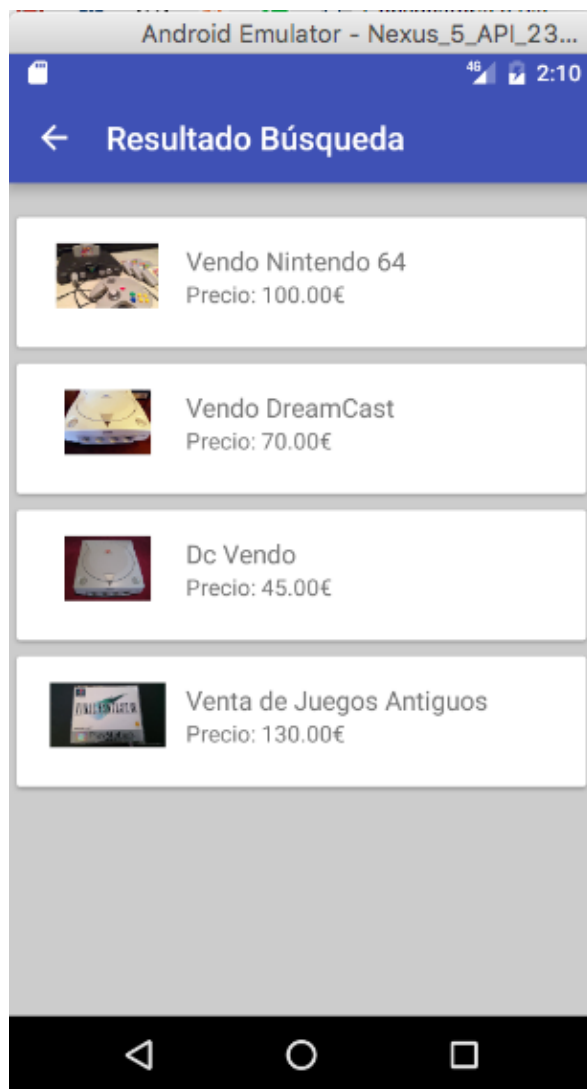 Android Emulator - Nexus_5_API_23...
4G 2:10
Resultado Búsqueda
Vendo Nintendo 64
Precio: 100.00€
Vendo DreamCast
Precio: 70.00€
Dc Vendo
Precio: 45.00€
Venta de Juegos Antiguos
Precio: 130.00€